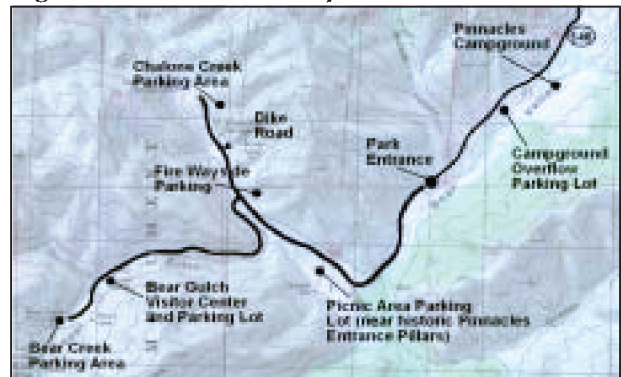 Pinnacles
Campground
Chalone Creek
Parking Area
Dike
Road
Park
Entrance
Fire Wayside
Parking
Campground
Overflow
Parking Lot
Bear Gulch
Visitor Center
and Parking Lot
Picnic Area Parking
Lot (near historic Pinnacles
Entrance Pillars)
Bear Creek
Parking Area